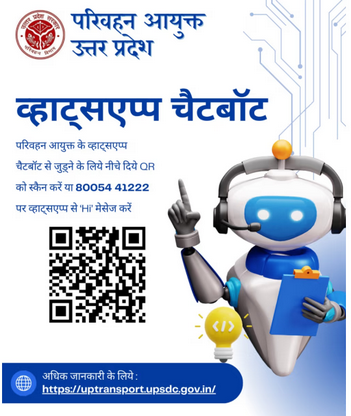 परिवहन आयुक्त
उत्तर प्रदेश
व्हाट्सएप्प चैटबॉट
परिवहन आयुक्त के व्हाट्सएप्प
चैटबॉट से जुड़ने के लिये नीचे दिये QR
को स्कैन करें या 80054 41222
पर व्हाट्सएप्प से 'Hi' मेसेज करें
</>
अधिक जानकारी के लिये :
https://uptransport.upsdc.gov.in/